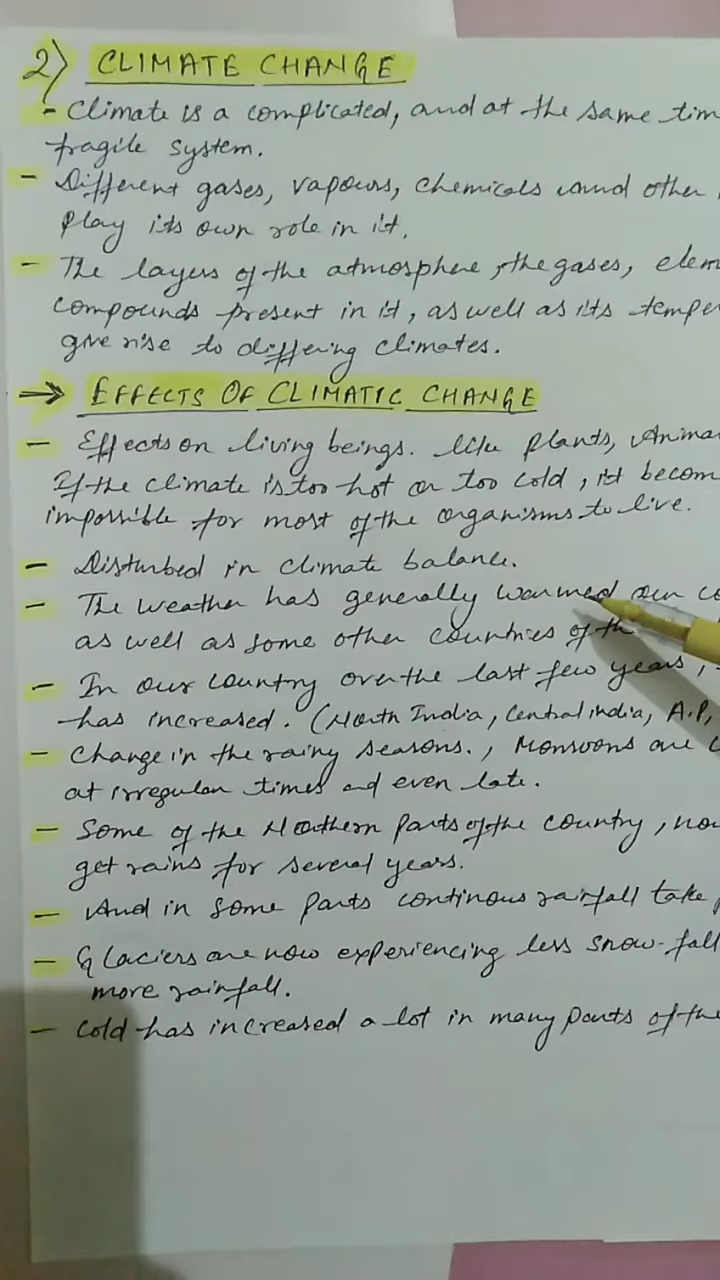 2) CLIMATE CHANGE
- Climate is a complicated, and at the same tim
fragile system.
- Different gases, vapours, chemicals and other
play its own role in it.
- The layers of the atmosphere, the gases, elem
compounds present in it, as well as its tempe
give rise to differing climates.
→ EFFECTS OF CLIMATIC CHANGE
- Effects on living beings. like plants, Anima
If the climate is too hot or too cold, it becom
impossible for most of the organisms to live.
- Disturbed in climate balance.
- The weather has generally warmed our co
as well as some other countries of th
- In our country over the last few years,
has increased. (North India, Central india, A.P,
- Change in the rainy seasons., Monsoons are
at irregular times and even late.
- Some of the Northern parts of the country, no
get rains for several years.
- And in some parts continous rainfall take
- Glaciers are now experiencing less snow-fall
more rainfall.
- Cold has increased a lot in many parts of the